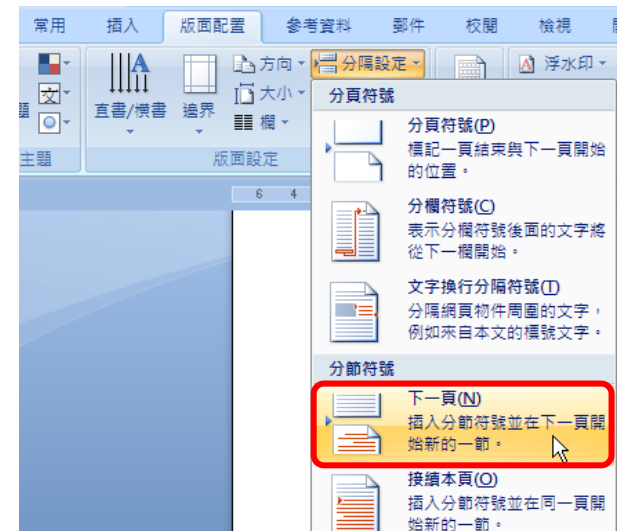 常用 插入 版面配置 參考資料 郵件 校閱 檢視
直書/橫書 邊界 方向 分隔設定 浮水印
大小
欄
主題 版面設定
6 4
分頁符號
分頁符號(P)
標記一頁結束與下一頁開始
的位置。
分欄符號(C)
表示分欄符號後面的文字將
從下一欄開始。
文字換行分隔符號(T)
分隔網頁物件周圍的文字,
例如來自本文的標號文字。
分節符號
下一頁(N)
插入分節符號並在下一頁開
始新的一節。
接續本頁(O)
插入分節符號並在同一頁開
始新的一節。